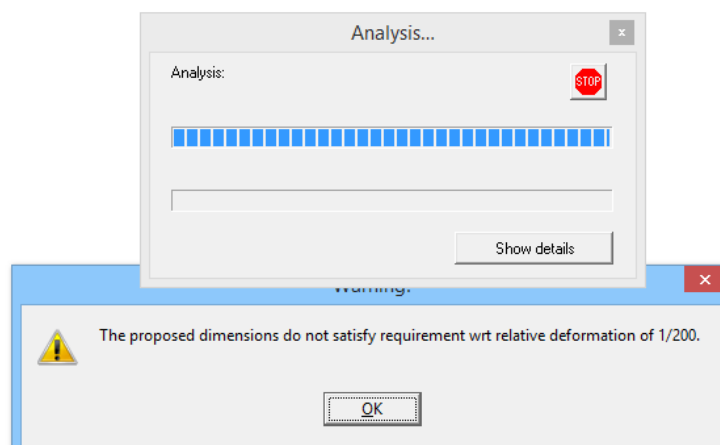 Analysis...
x
Analysis:
STOP
Show details
Warning!
The proposed dimensions do not satisfy requirement wrt relative deformation of 1/200.
OK